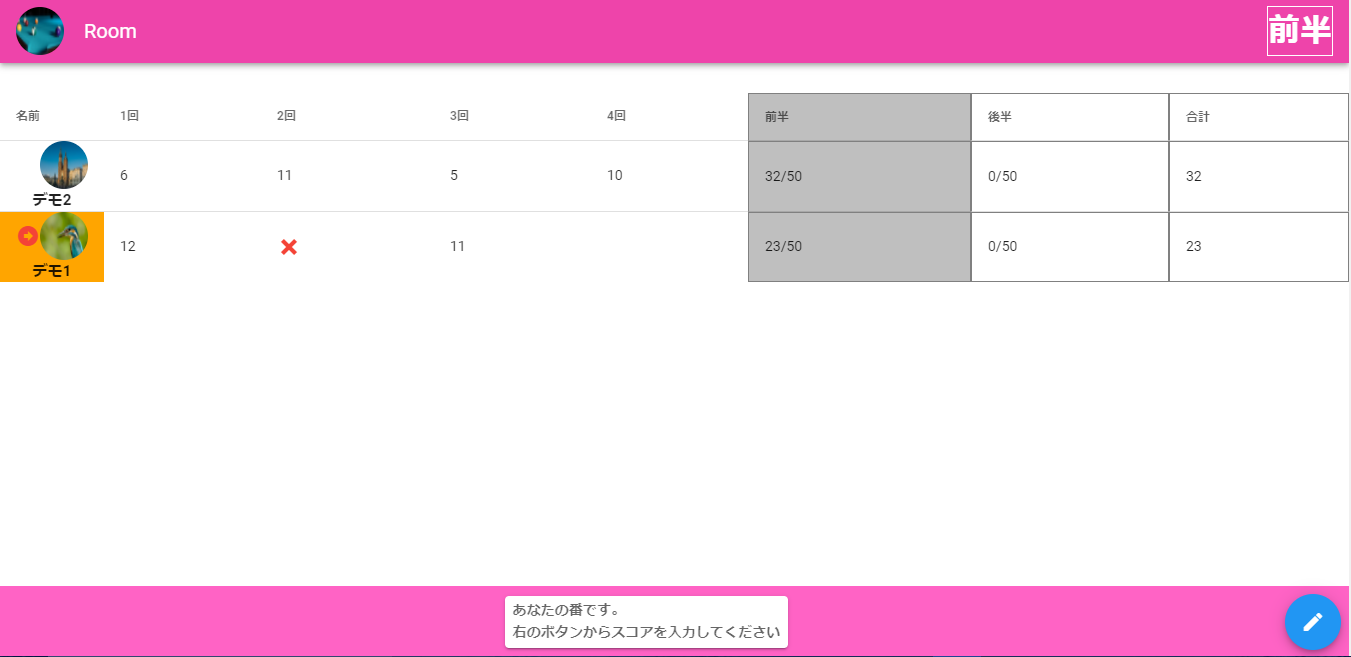 Room
前半
名前 1回 2回 3回 4回 前半 後半 合計
6 11 5 10 32/50 0/50 32
デモ2
12 23/50 0/50 23
11
デモ1
あなたの番です。
右のボタンからスコアを入力してください